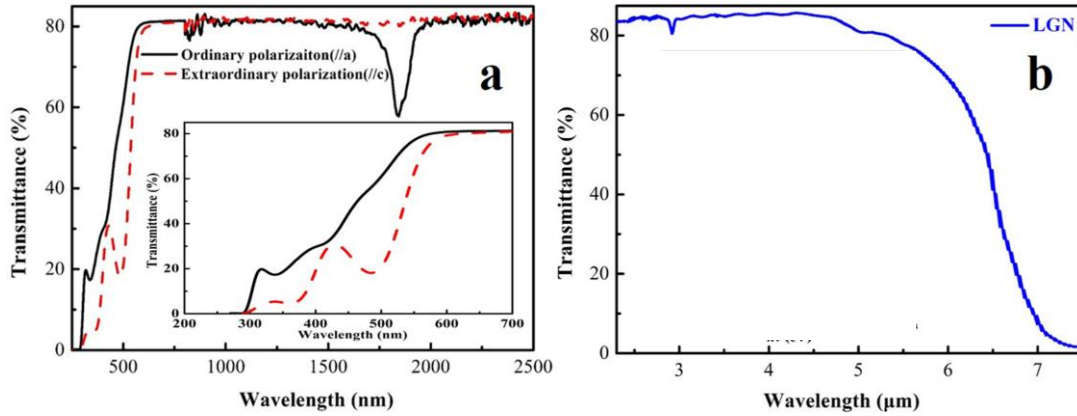 80
60
40
20
0
Transmittance (%)
Ordinary polarizaiton(//a)
Extraordinary polarization(//c)
a
80
60
40
20
0
Transmittance (%)
200 300 400 500 600 700
Wavelength (nm)
500 1000 1500 2000 2500
Wavelength (nm)
80
60
40
20
0
Transmittance (%)
LGN
b
3 4 5 6 7
Wavelength (μm)